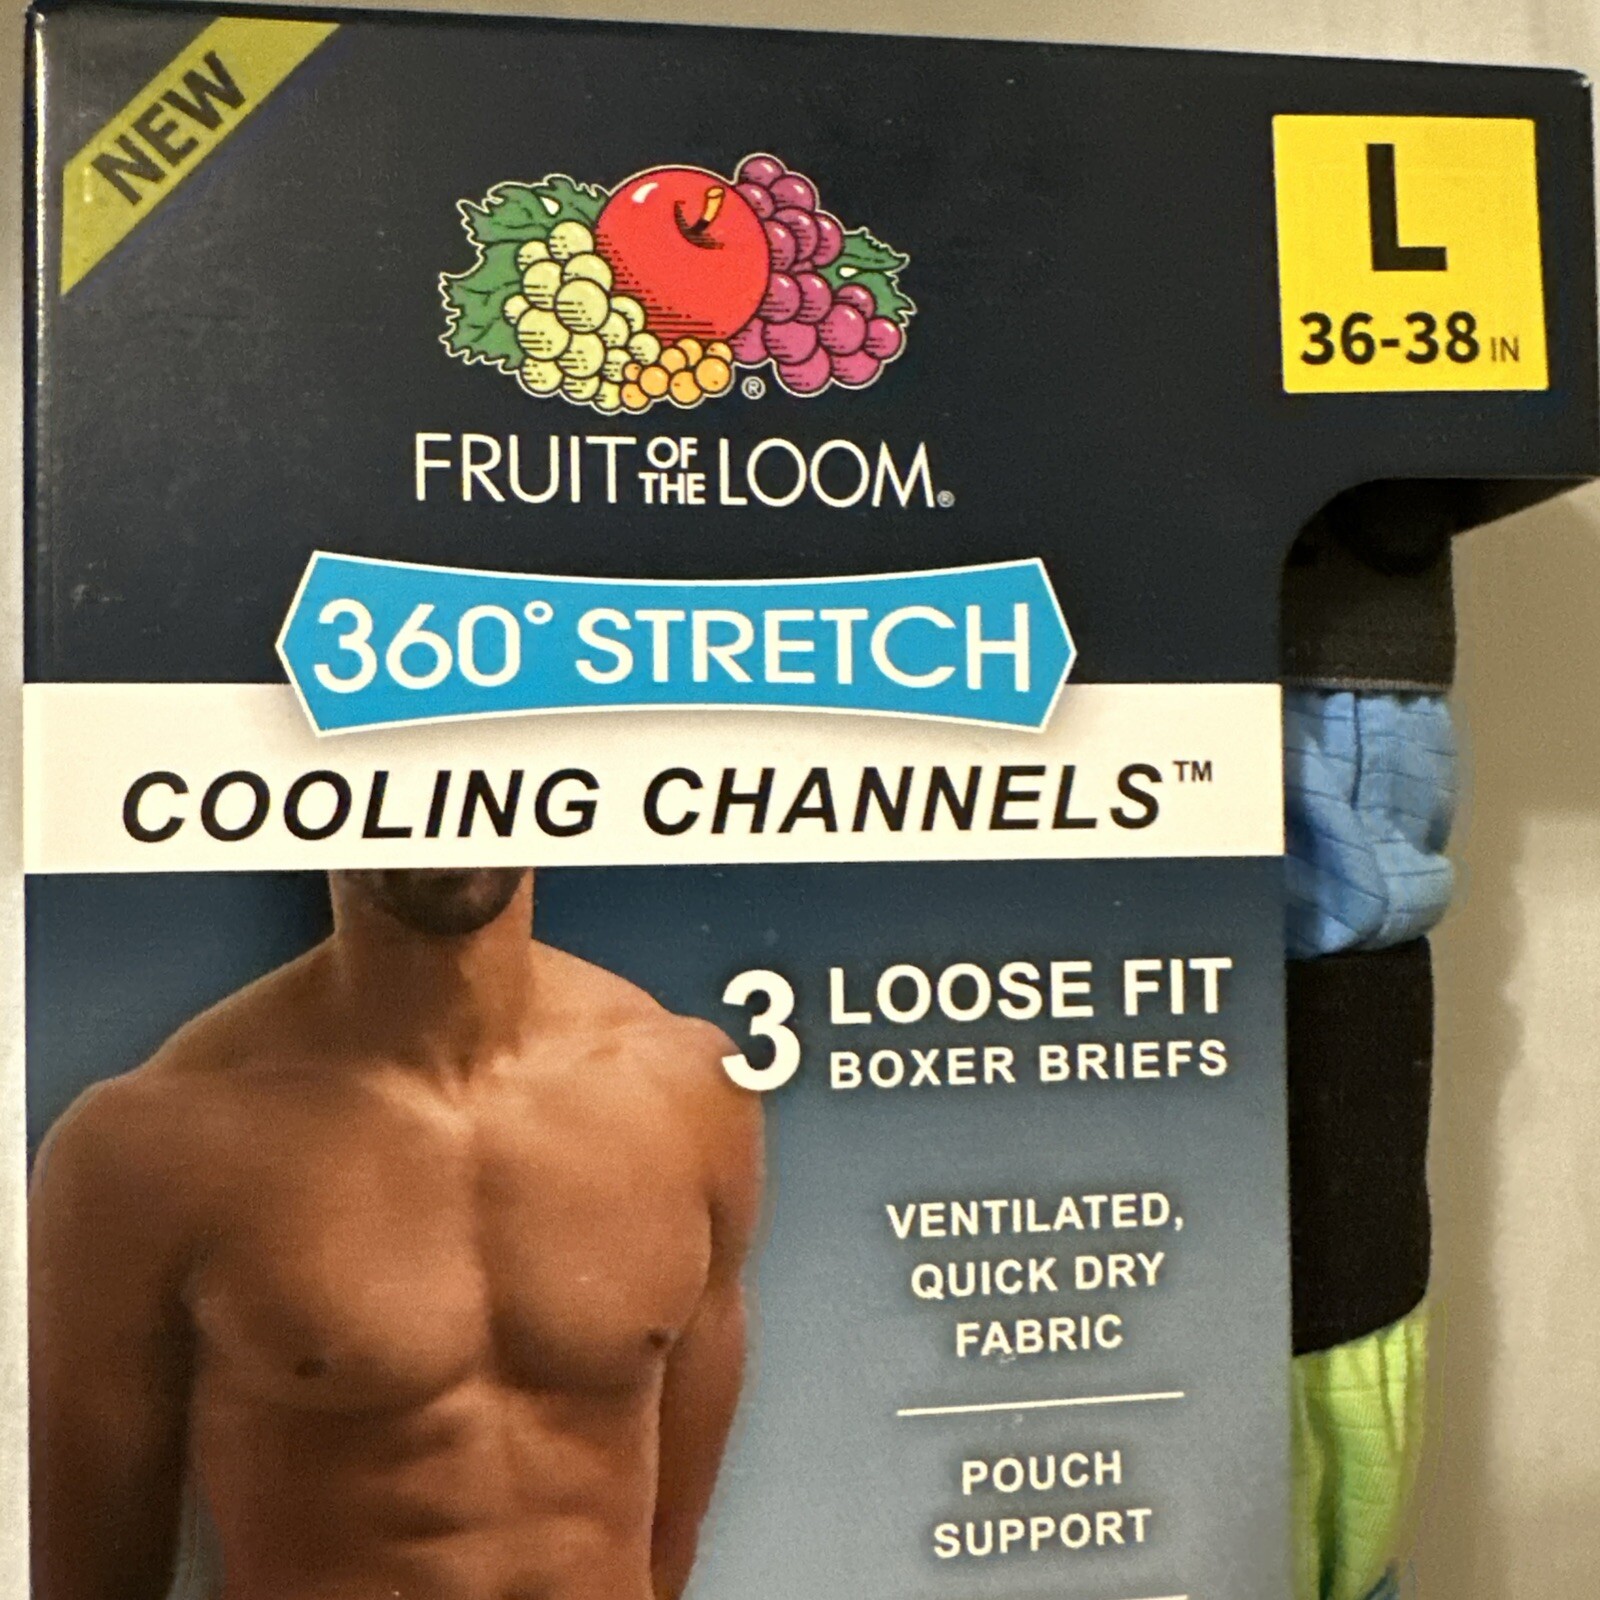 NEW
L
36-38 IN
®
FRUIT OF THE LOOM®
360° STRETCH
COOLING CHANNELS™
3 LOOSE FIT
BOXER BRIEFS
VENTILATED,
QUICK DRY
FABRIC
POUCH
SUPPORT